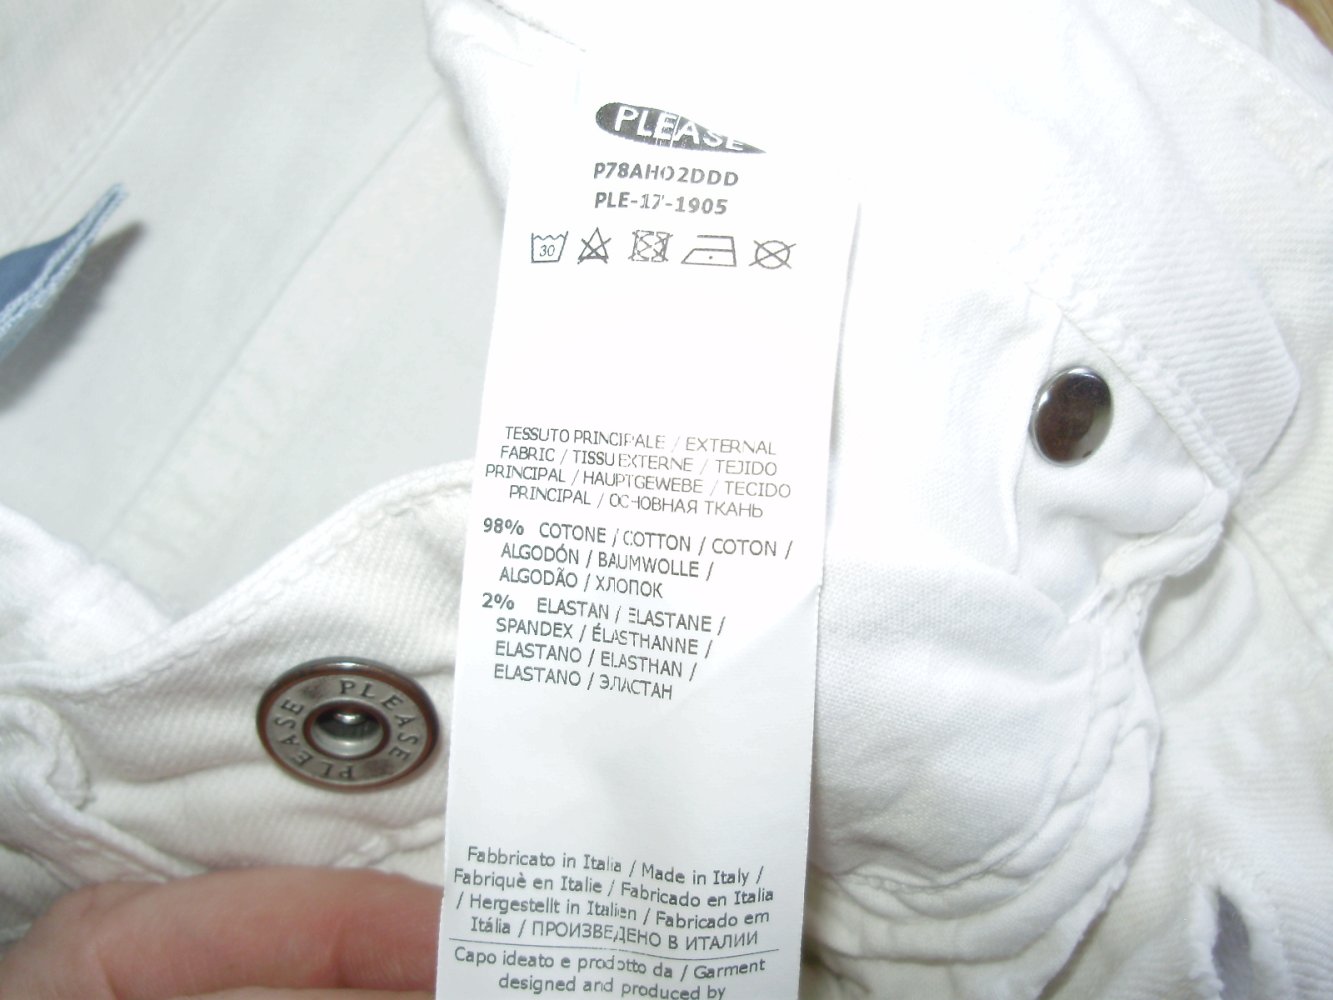 PLEASE
P78AH02DDD
PLE-17-1905
30
TESSUTO PRINCIPALE / EXTERNAL
FABRIC / TISSU EXTERNE / TEJIDO
PRINCIPAL / HAUPTGEWEBE / TECIDO
PRINCIPAL / ОСНОВНАЯ ТКАНЬ
98% COTONE / COTTON / COTON /
ALGODÓN / BAUMWOLLE /
ALGODÃO / ХЛОПОК
2% ELASTAN / ELASTANE /
SPANDEX / ÉLASTHANNE /
ELASTANO / ELASTHAN /
ELASTANO / ЭЛАСТАН
PLEASE PLEASE
Fabbricato in Italia / Made in Italy /
Fabriquè en Italie / Fabricado en Italia
/ Hergestellt in Italien / Fabricado em
Itália / ПРОИЗВЕДЕНО В ИТАЛИИ
Capo ideato e prodotto da / Garment
designed and produced by